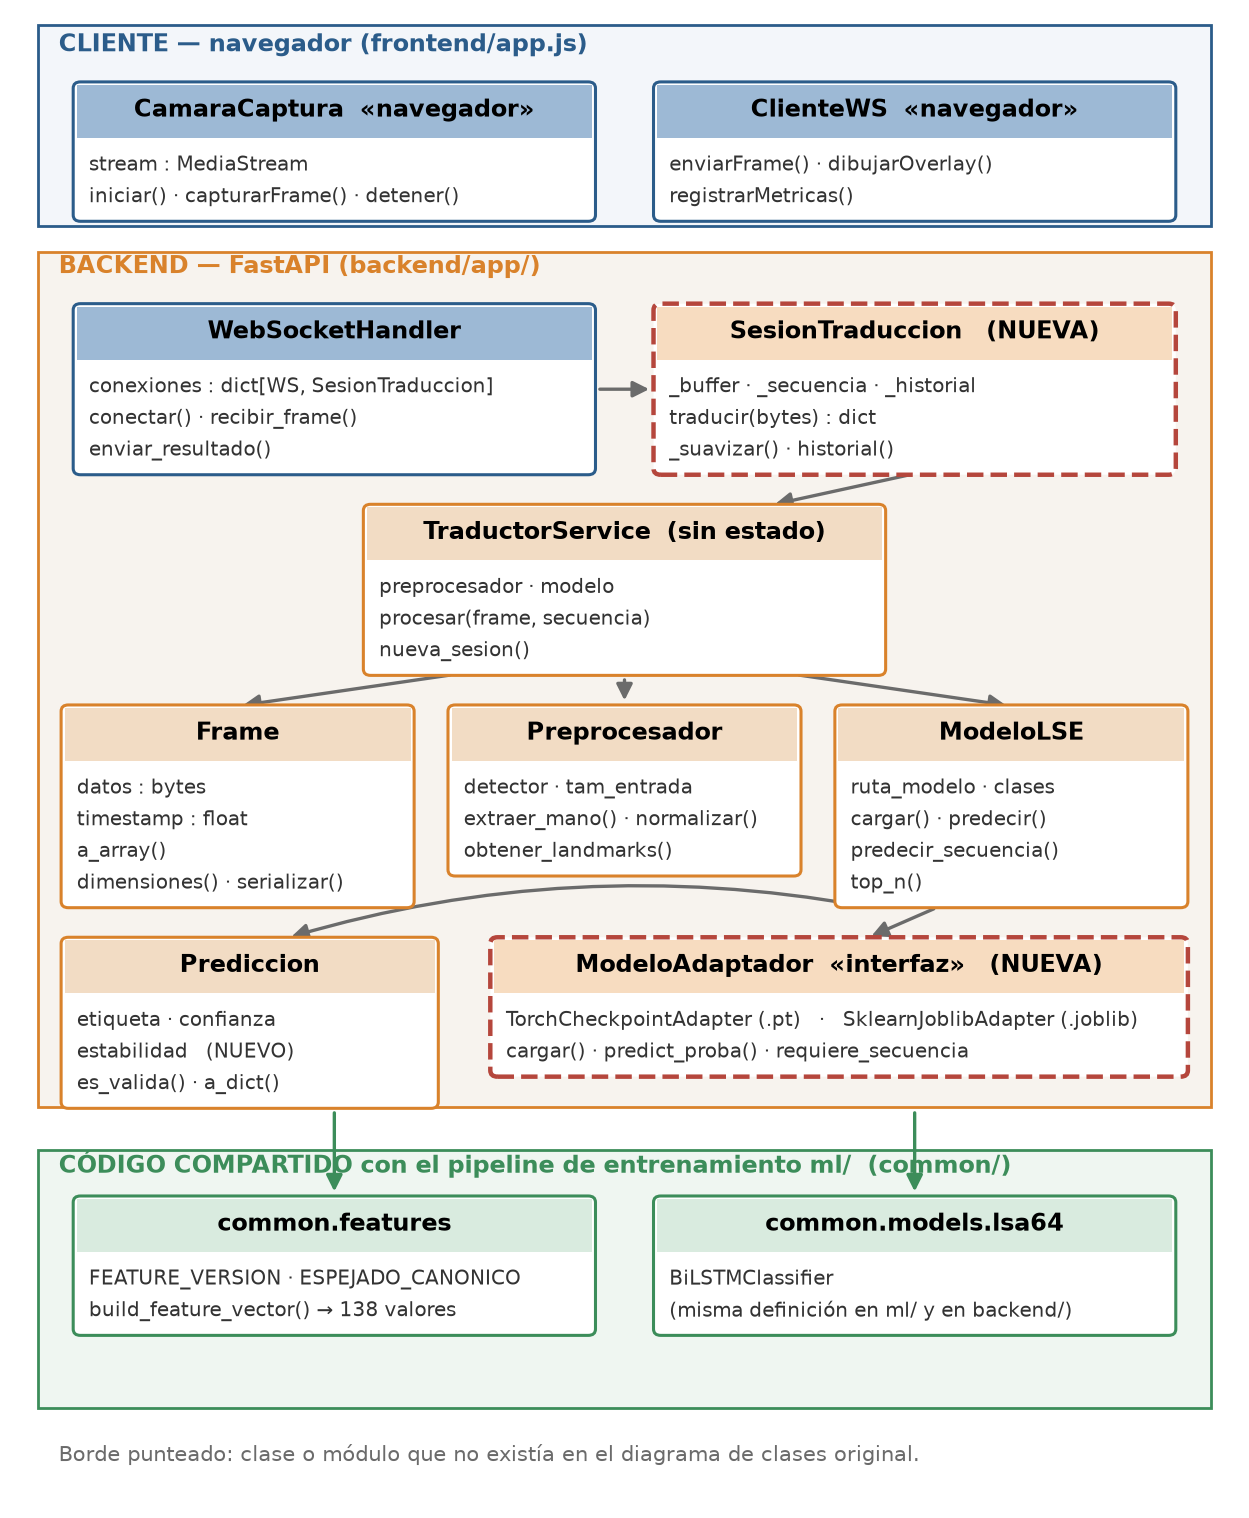 CLIENTE — navegador (frontend/app.js)
CamaraCaptura «navegador»
stream : MediaStream
iniciar() · capturarFrame() · detener()
ClienteWS «navegador»
enviarFrame() · dibujarOverlay()
registrarMetricas()
BACKEND — FastAPI (backend/app/)
WebSocketHandler
conexiones : dict[WS, SesionTraduccion]
conectar() · recibir_frame()
enviar_resultado()
SesionTraduccion (NUEVA)
_buffer · _secuencia · _historial
traducir(bytes) : dict
_suavizar() · historial()
TraductorService (sin estado)
preprocesador · modelo
procesar(frame, secuencia)
nueva_sesion()
Frame
datos : bytes
timestamp : float
a_array()
dimensiones() · serializar()
Preprocesador
detector · tam_entrada
extraer_mano() · normalizar()
obtener_landmarks()
ModeloLSE
ruta_modelo · clases
cargar() · predecir()
predecir_secuencia()
top_n()
Prediccion
etiqueta · confianza
estabilidad (NUEVO)
es_valida() · a_dict()
ModeloAdaptador «interfaz» (NUEVA)
TorchCheckpointAdapter (.pt) · SklearnJoblibAdapter (.joblib)
cargar() · predict_proba() · requiere_secuencia
CÓDIGO COMPARTIDO con el pipeline de entrenamiento ml/ (common/)
common.features
FEATURE_VERSION · ESPEJADO_CANONICO
build_feature_vector() → 138 valores
common.models.lsa64
BiLSTMClassifier
(misma definición en ml/ y en backend/)
Borde punteado: clase o módulo que no existía en el diagrama de clases original.